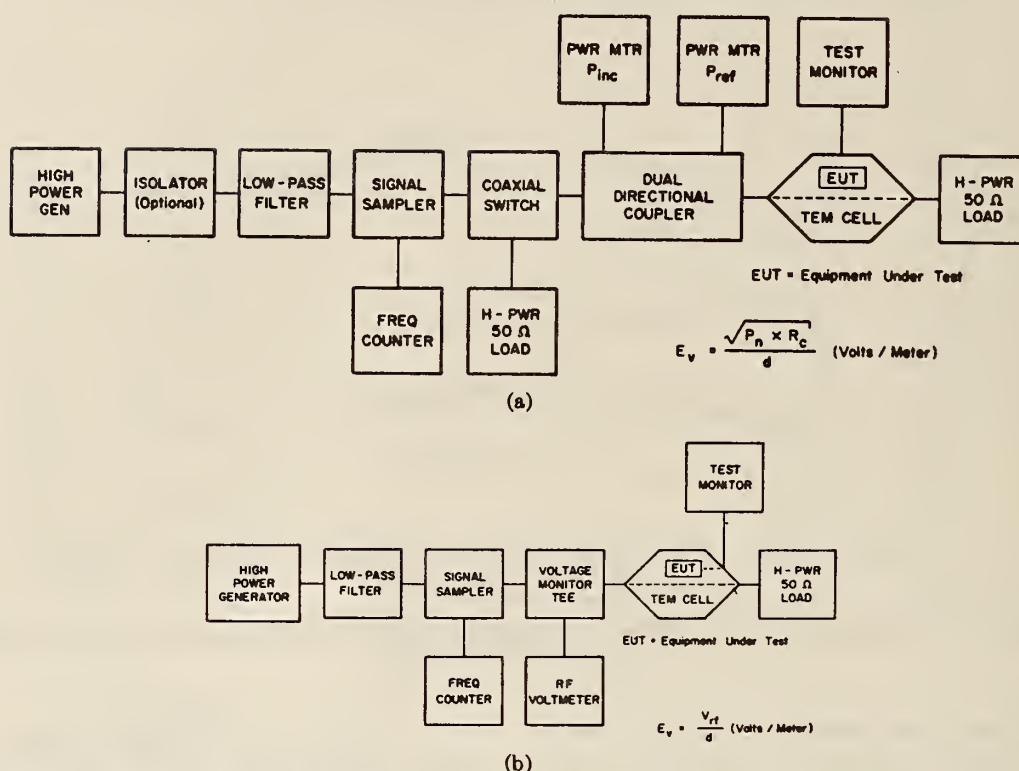 PWR MTR
Pinc
PWR MTR
Pref
TEST
MONITOR
HIGH
POWER
GEN
ISOLATOR
(Optional)
LOW-PASS
FILTER
SIGNAL
SAMPLER
COAXIAL
SWITCH
DUAL
DIRECTIONAL
COUPLER
EUT
TEM CELL
H-PWR
50 Ω
LOAD
FREQ
COUNTER
H-PWR
50 Ω
LOAD
EUT = Equipment Under Test
Ev = √(Pn × Rc) / d (Volts / Meter)
(a)
TEST
MONITOR
HIGH
POWER
GENERATOR
LOW-PASS
FILTER
SIGNAL
SAMPLER
VOLTAGE
MONITOR
TEE
EUT
TEM CELL
H-PWR
50 Ω
LOAD
EUT = Equipment Under Test
FREQ
COUNTER
RF
VOLTMETER
Ev = Vrf / d (Volts / Meter)
(b)